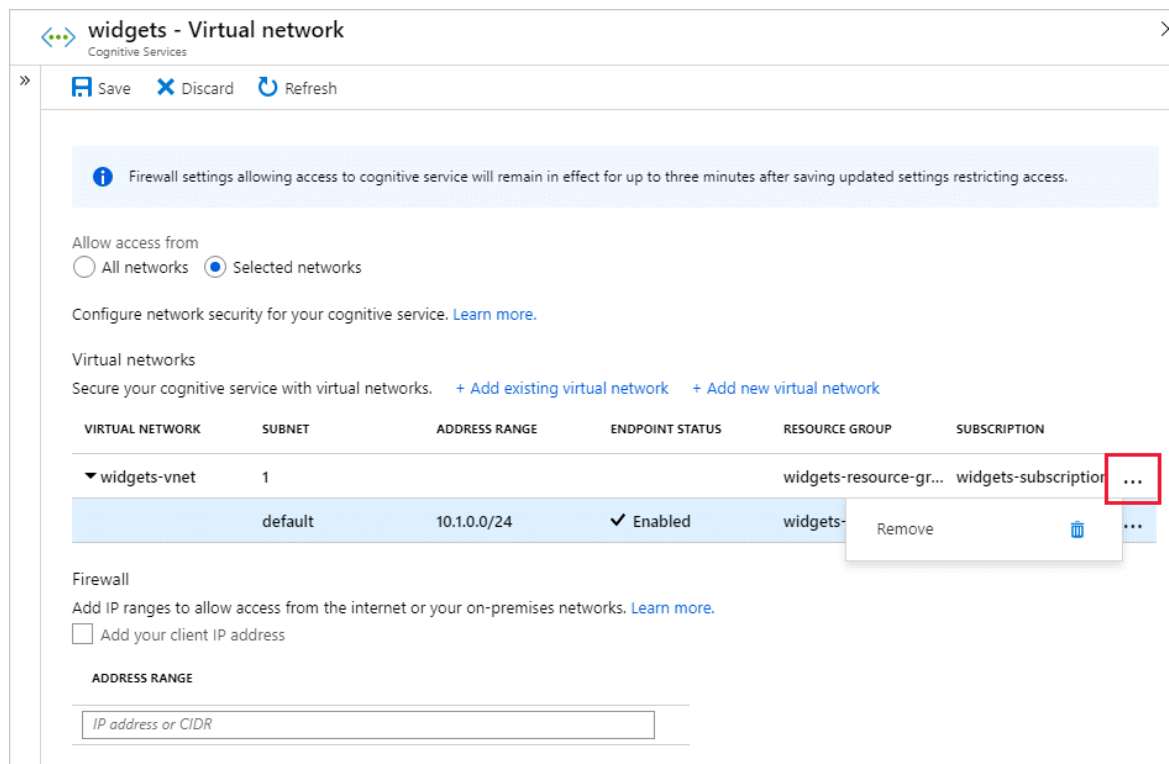 widgets - Virtual network
Cognitive Services
Save Discard Refresh
Firewall settings allowing access to cognitive service will remain in effect for up to three minutes after saving updated settings restricting access.
Allow access from
All networks Selected networks
Configure network security for your cognitive service. Learn more.
Virtual networks
Secure your cognitive service with virtual networks. + Add existing virtual network + Add new virtual network
VIRTUAL NETWORK SUBNET ADDRESS RANGE ENDPOINT STATUS RESOURCE GROUP SUBSCRIPTION
widgets-vnet 1 widgets-resource-gr... widgets-subscription ...
default 10.1.0.0/24 Enabled widgets- ...
Remove
Firewall
Add IP ranges to allow access from the internet or your on-premises networks. Learn more.
Add your client IP address
ADDRESS RANGE
IP address or CIDR